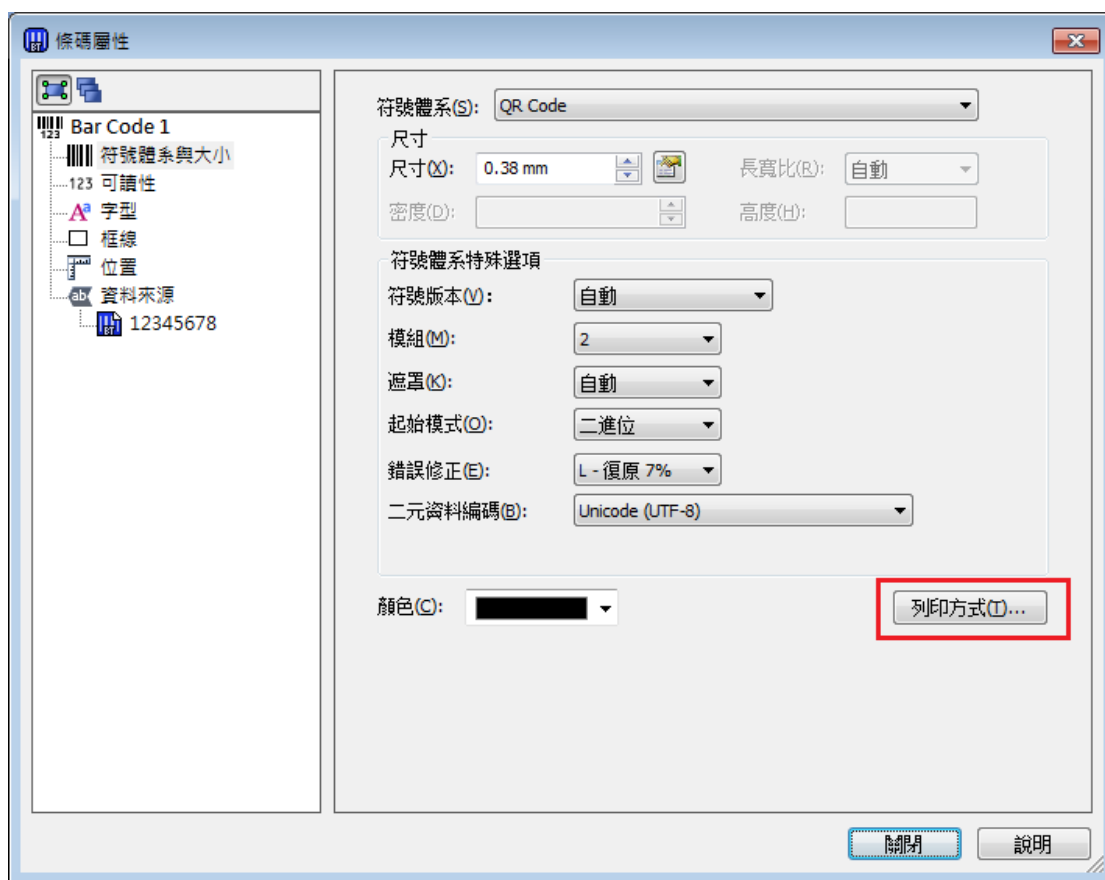 條碼屬性
Bar Code 1
符號體系與大小
123 可讀性
字型
框線
位置
資料來源
12345678
符號體系(S): QR Code
尺寸
尺寸(X): 0.38 mm 長寬比(R): 自動
密度(D): 高度(H):
符號體系特殊選項
符號版本(V): 自動
模組(M): 2
遮罩(K): 自動
起始模式(O): 二進位
錯誤修正(E): L - 復原 7%
二元資料編碼(B): Unicode (UTF-8)
顏色(C): 列印方式(T)...
關閉 說明